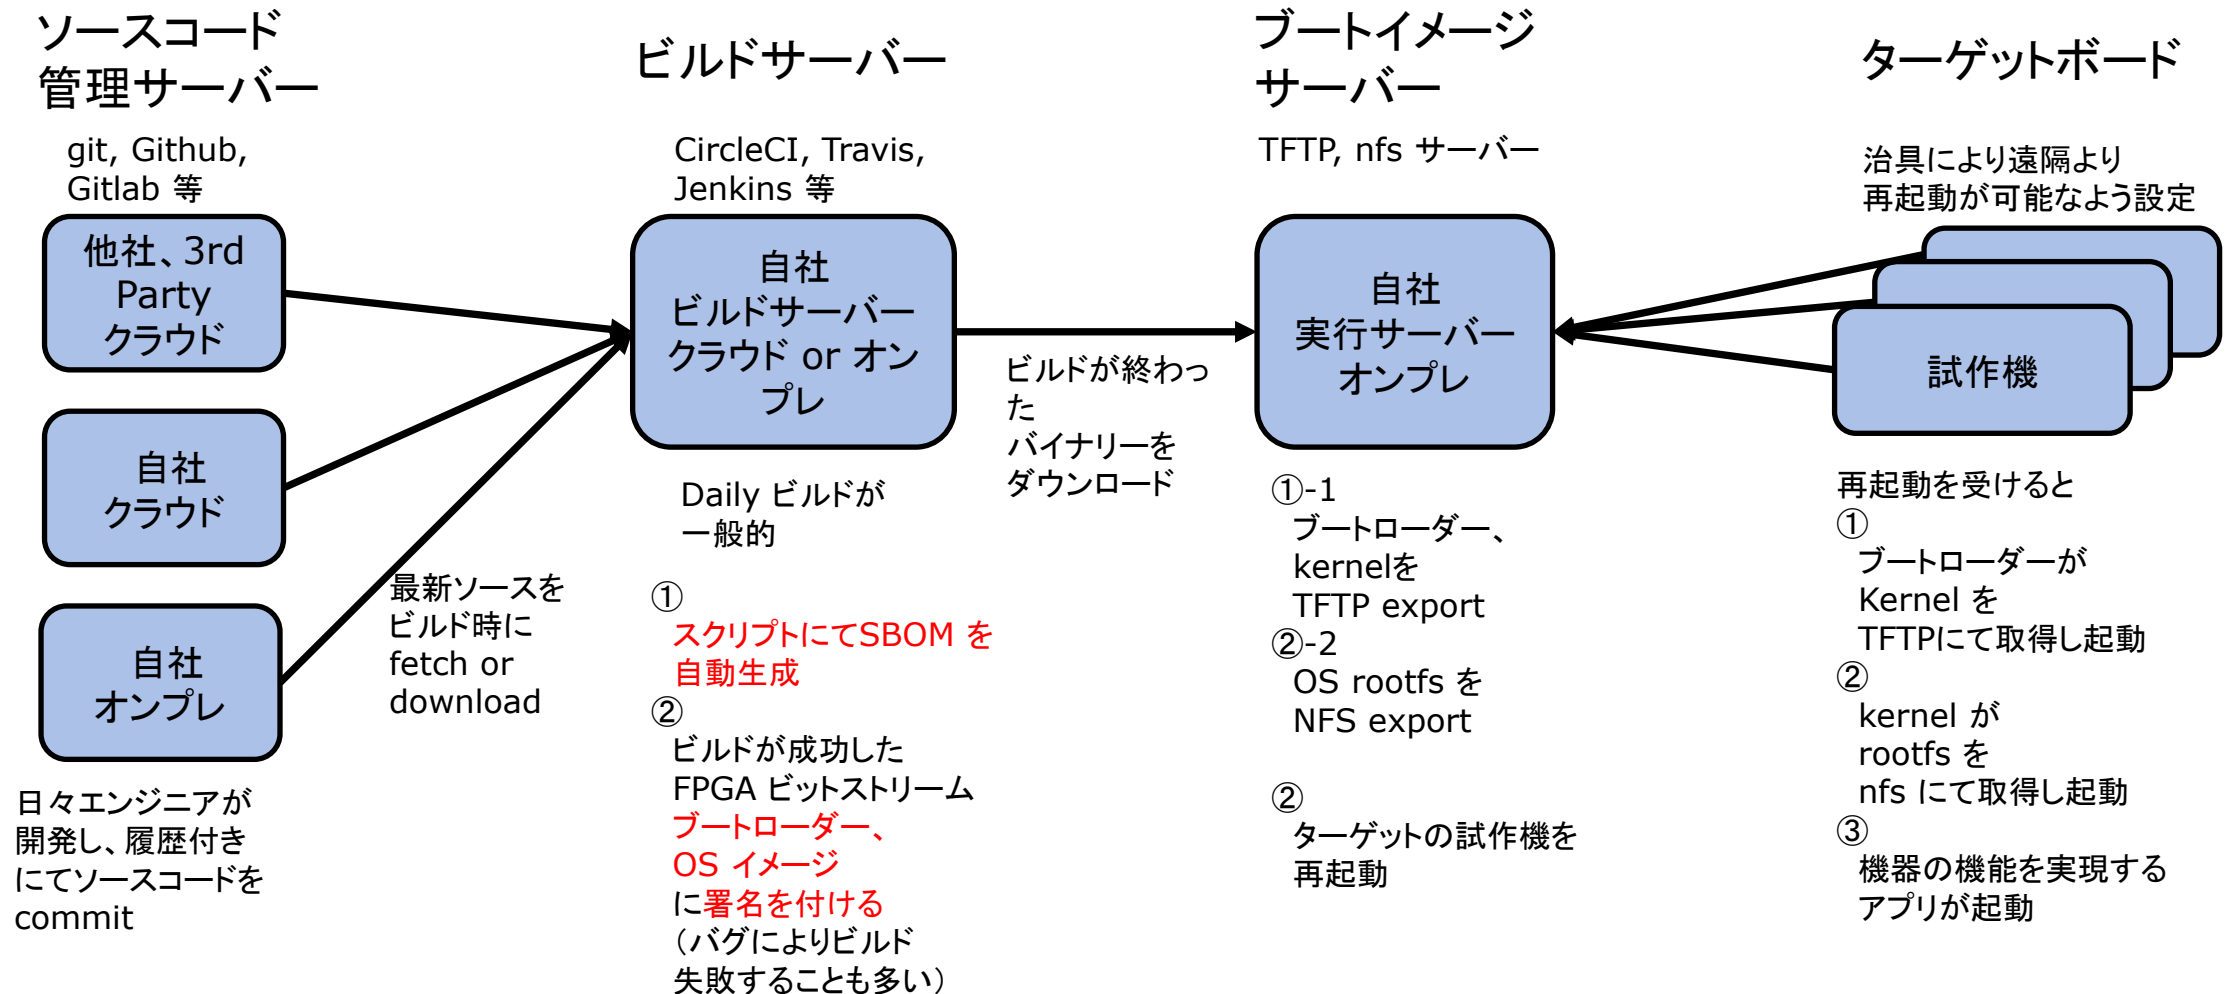 ソースコード
管理サーバー
git, Github,
Gitlab 等
他社、3rd
Party
クラウド
自社
クラウド
自社
オンプレ
日々エンジニアが
開発し、履歴付き
にてソースコードを
commit
最新ソースを
ビルド時に
fetch or
download
ビルドサーバー
CircleCI, Travis,
Jenkins 等
自社
ビルドサーバー
クラウド or オン
プレ
Daily ビルドが
一般的
①
スクリプトにてSBOM を
自動生成
②
ビルドが成功した
FPGA ビットストリーム
ブートローダー、
OS イメージ
に署名を付ける
（バグによりビルド
失敗することも多い）
ビルドが終わっ
た
バイナリーを
ダウンロード
ブートイメージ
サーバー
TFTP, nfs サーバー
自社
実行サーバー
オンプレ
①-1
ブートローダー、
kernelを
TFTP export
②-2
OS rootfs を
NFS export
②
ターゲットの試作機を
再起動
ターゲットボード
治具により遠隔より
再起動が可能なよう設定
試作機
再起動を受けると
①
ブートローダーが
Kernel を
TFTPにて取得し起動
②
kernel が
rootfs を
nfs にて取得し起動
③
機器の機能を実現する
アプリが起動